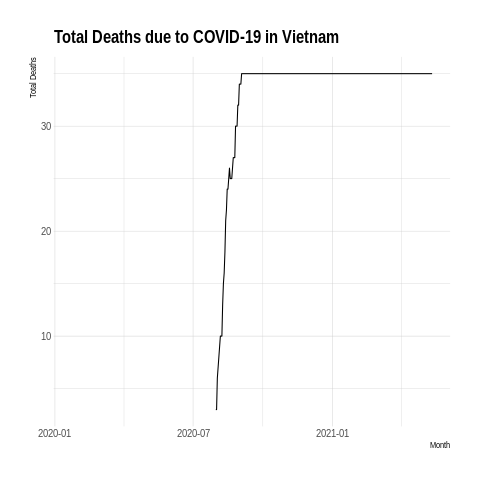 Total Deaths due to COVID-19 in Vietnam
Total Deaths
30
20
10
2020-01 2020-07 2021-01
Month